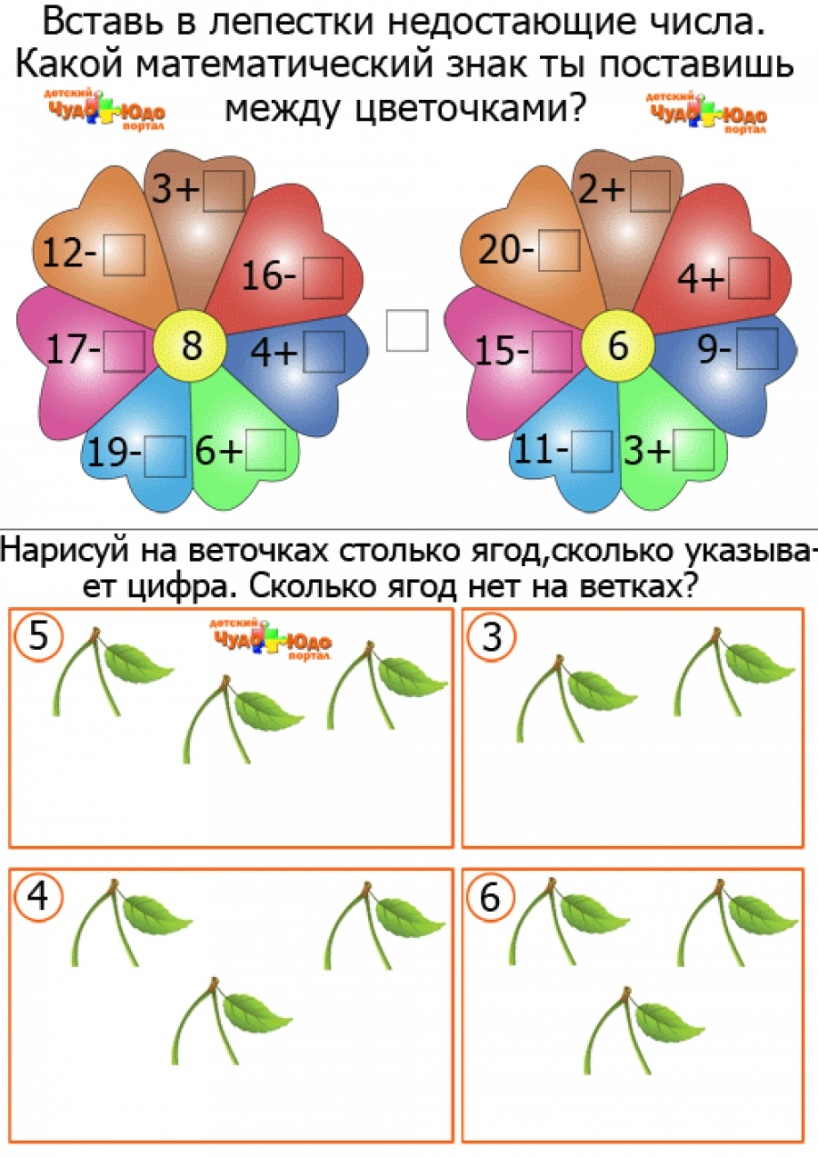 Вставь в лепестки недостающие числа.
Какой математический знак ты поставишь
между цветочками?
детский
Чудо Юдо
портал
детский
Чудо Юдо
портал
3+
12-
16-
17-
8
4+
19-
6+
2+
20-
4+
15-
6
9-
11-
3+
Нарисуй на веточках столько ягод,сколько указыва-
ет цифра. Сколько ягод нет на ветках?
5
детский
Чудо Юдо
портал
3
4
6